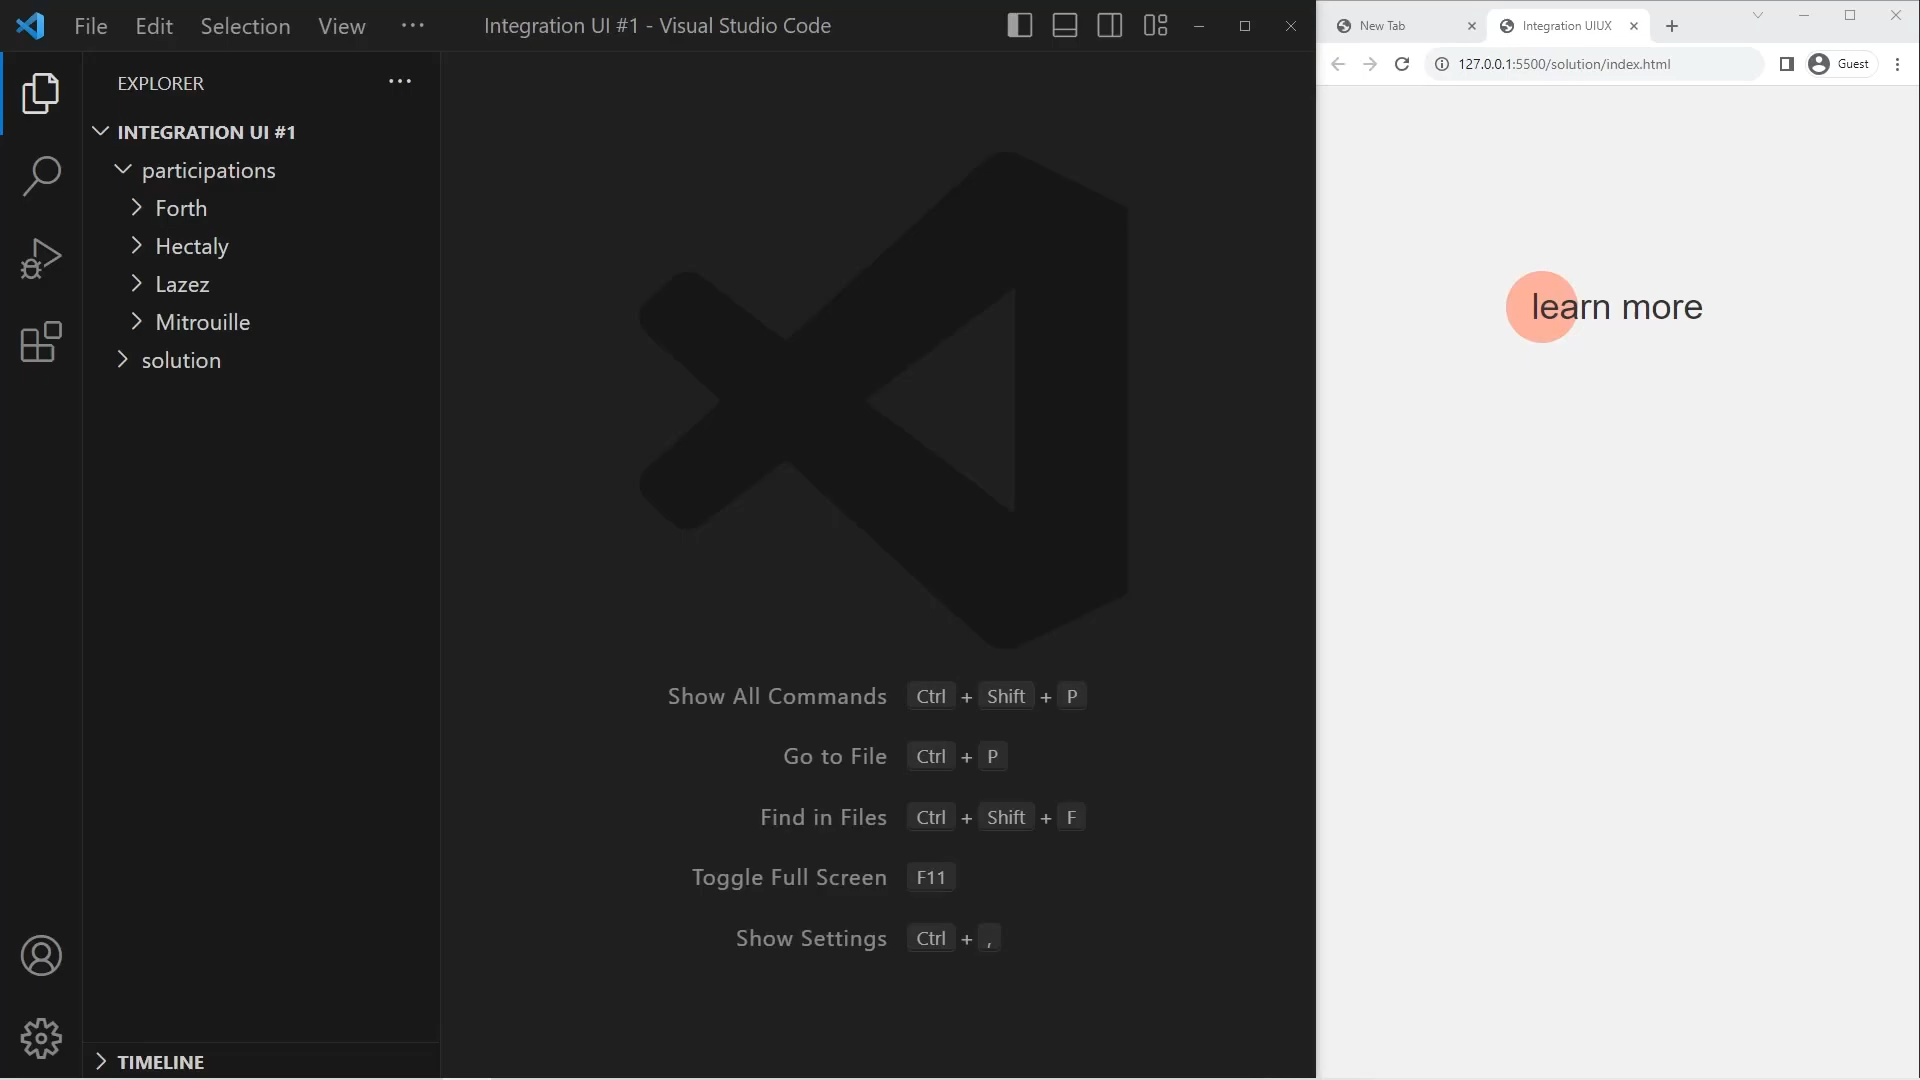 File Edit Selection View ··· Integration UI #1 - Visual Studio Code
EXPLORER ···
INTEGRATION UI #1
participations
Forth
Hectaly
Lazez
Mitrouille
solution
TIMELINE
Show All Commands Ctrl + Shift + P
Go to File Ctrl + P
Find in Files Ctrl + Shift + F
Toggle Full Screen F11
Show Settings Ctrl + ,
New Tab Integration UIUX
127.0.0.1:5500/solution/index.html Guest
learn more